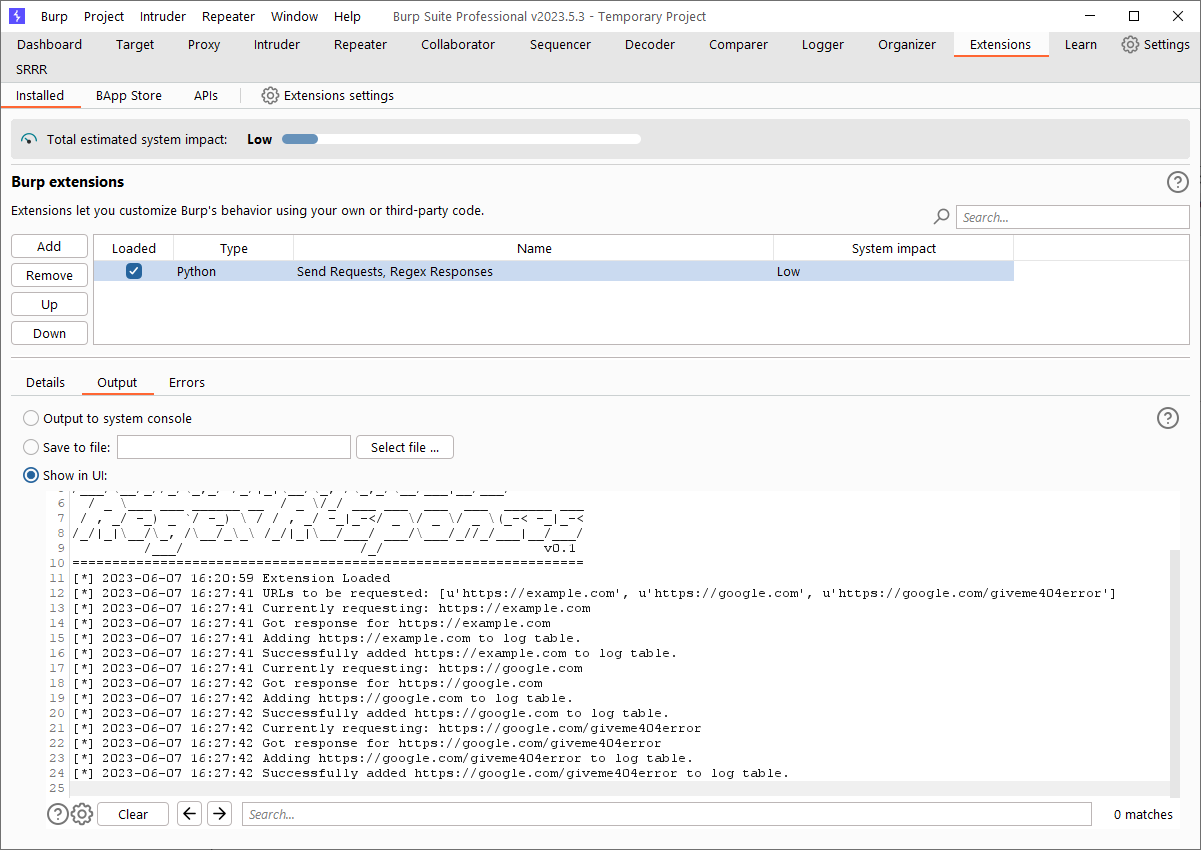 Burp Project Intruder Repeater Window Help Burp Suite Professional v2023.5.3 - Temporary Project
Dashboard Target Proxy Intruder Repeater Collaborator Sequencer Decoder Comparer Logger Organizer Extensions Learn Settings
SRRR
Installed BApp Store APIs Extensions settings
Total estimated system impact: Low
Burp extensions
Extensions let you customize Burp's behavior using your own or third-party code.
Search...
Add Loaded Type Name System impact
Remove Python Send Requests, Regex Responses Low
Up
Down
Details Output Errors
Output to system console
Save to file: Select file ...
Show in UI:
6
7
8
9 v0.1
10 ================================================================
11 [*] 2023-06-07 16:20:59 Extension Loaded
12 [*] 2023-06-07 16:27:41 URLs to be requested: [u'https://example.com', u'https://google.com', u'https://google.com/giveme404error']
13 [*] 2023-06-07 16:27:41 Currently requesting: https://example.com
14 [*] 2023-06-07 16:27:41 Got response for https://example.com
15 [*] 2023-06-07 16:27:41 Adding https://example.com to log table.
16 [*] 2023-06-07 16:27:41 Successfully added https://example.com to log table.
17 [*] 2023-06-07 16:27:41 Currently requesting: https://google.com
18 [*] 2023-06-07 16:27:42 Got response for https://google.com
19 [*] 2023-06-07 16:27:42 Adding https://google.com to log table.
20 [*] 2023-06-07 16:27:42 Successfully added https://google.com to log table.
21 [*] 2023-06-07 16:27:42 Currently requesting: https://google.com/giveme404error
22 [*] 2023-06-07 16:27:42 Got response for https://google.com/giveme404error
23 [*] 2023-06-07 16:27:42 Adding https://google.com/giveme404error to log table.
24 [*] 2023-06-07 16:27:42 Successfully added https://google.com/giveme404error to log table.
25
Clear Search... 0 matches